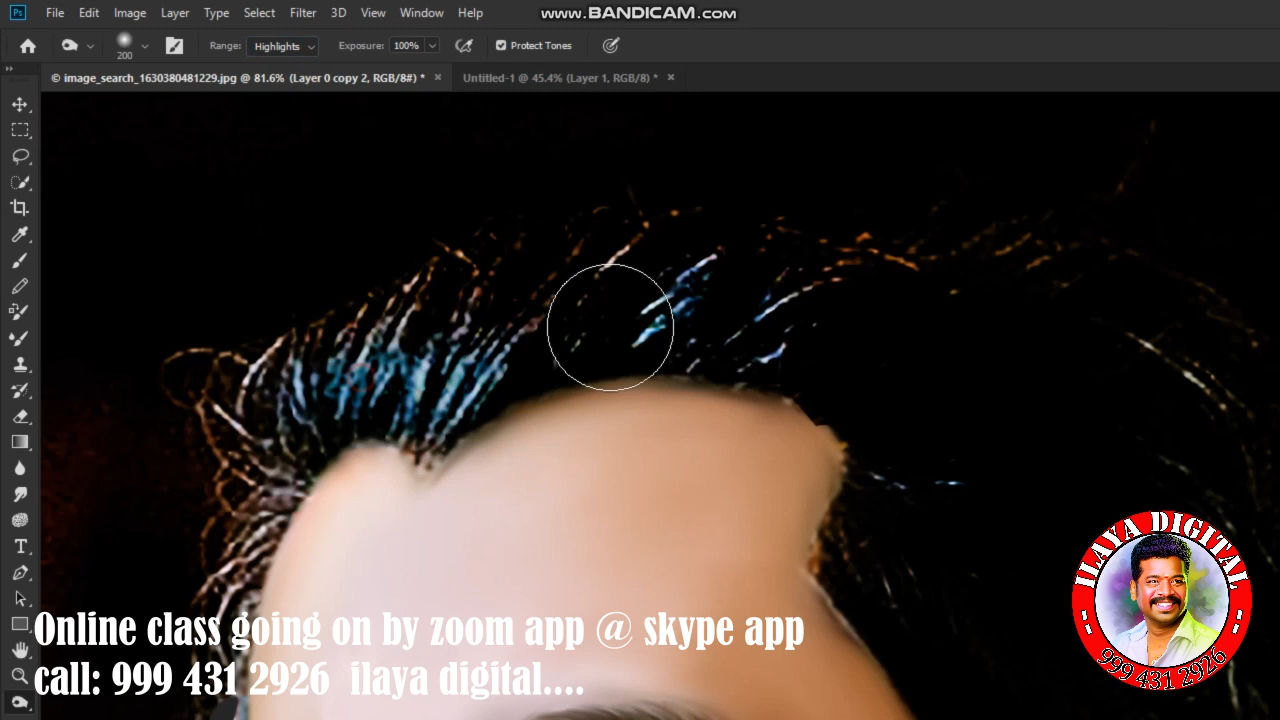 File Edit Image Layer Type Select Filter 3D View Window Help
www.BANDICAM.com
200 Range: Highlights Exposure: 100% Protect Tones
© image_search_1630380481229.jpg @ 81.6% (Layer 0 copy 2, RGB/8#) * × Untitled-1 @ 45.4% (Layer 1, RGB/8) * ×
ILAYA DIGITAL
999 431 2926
Online class going on by zoom app @ skype app
call: 999 431 2926 ilaya digital....